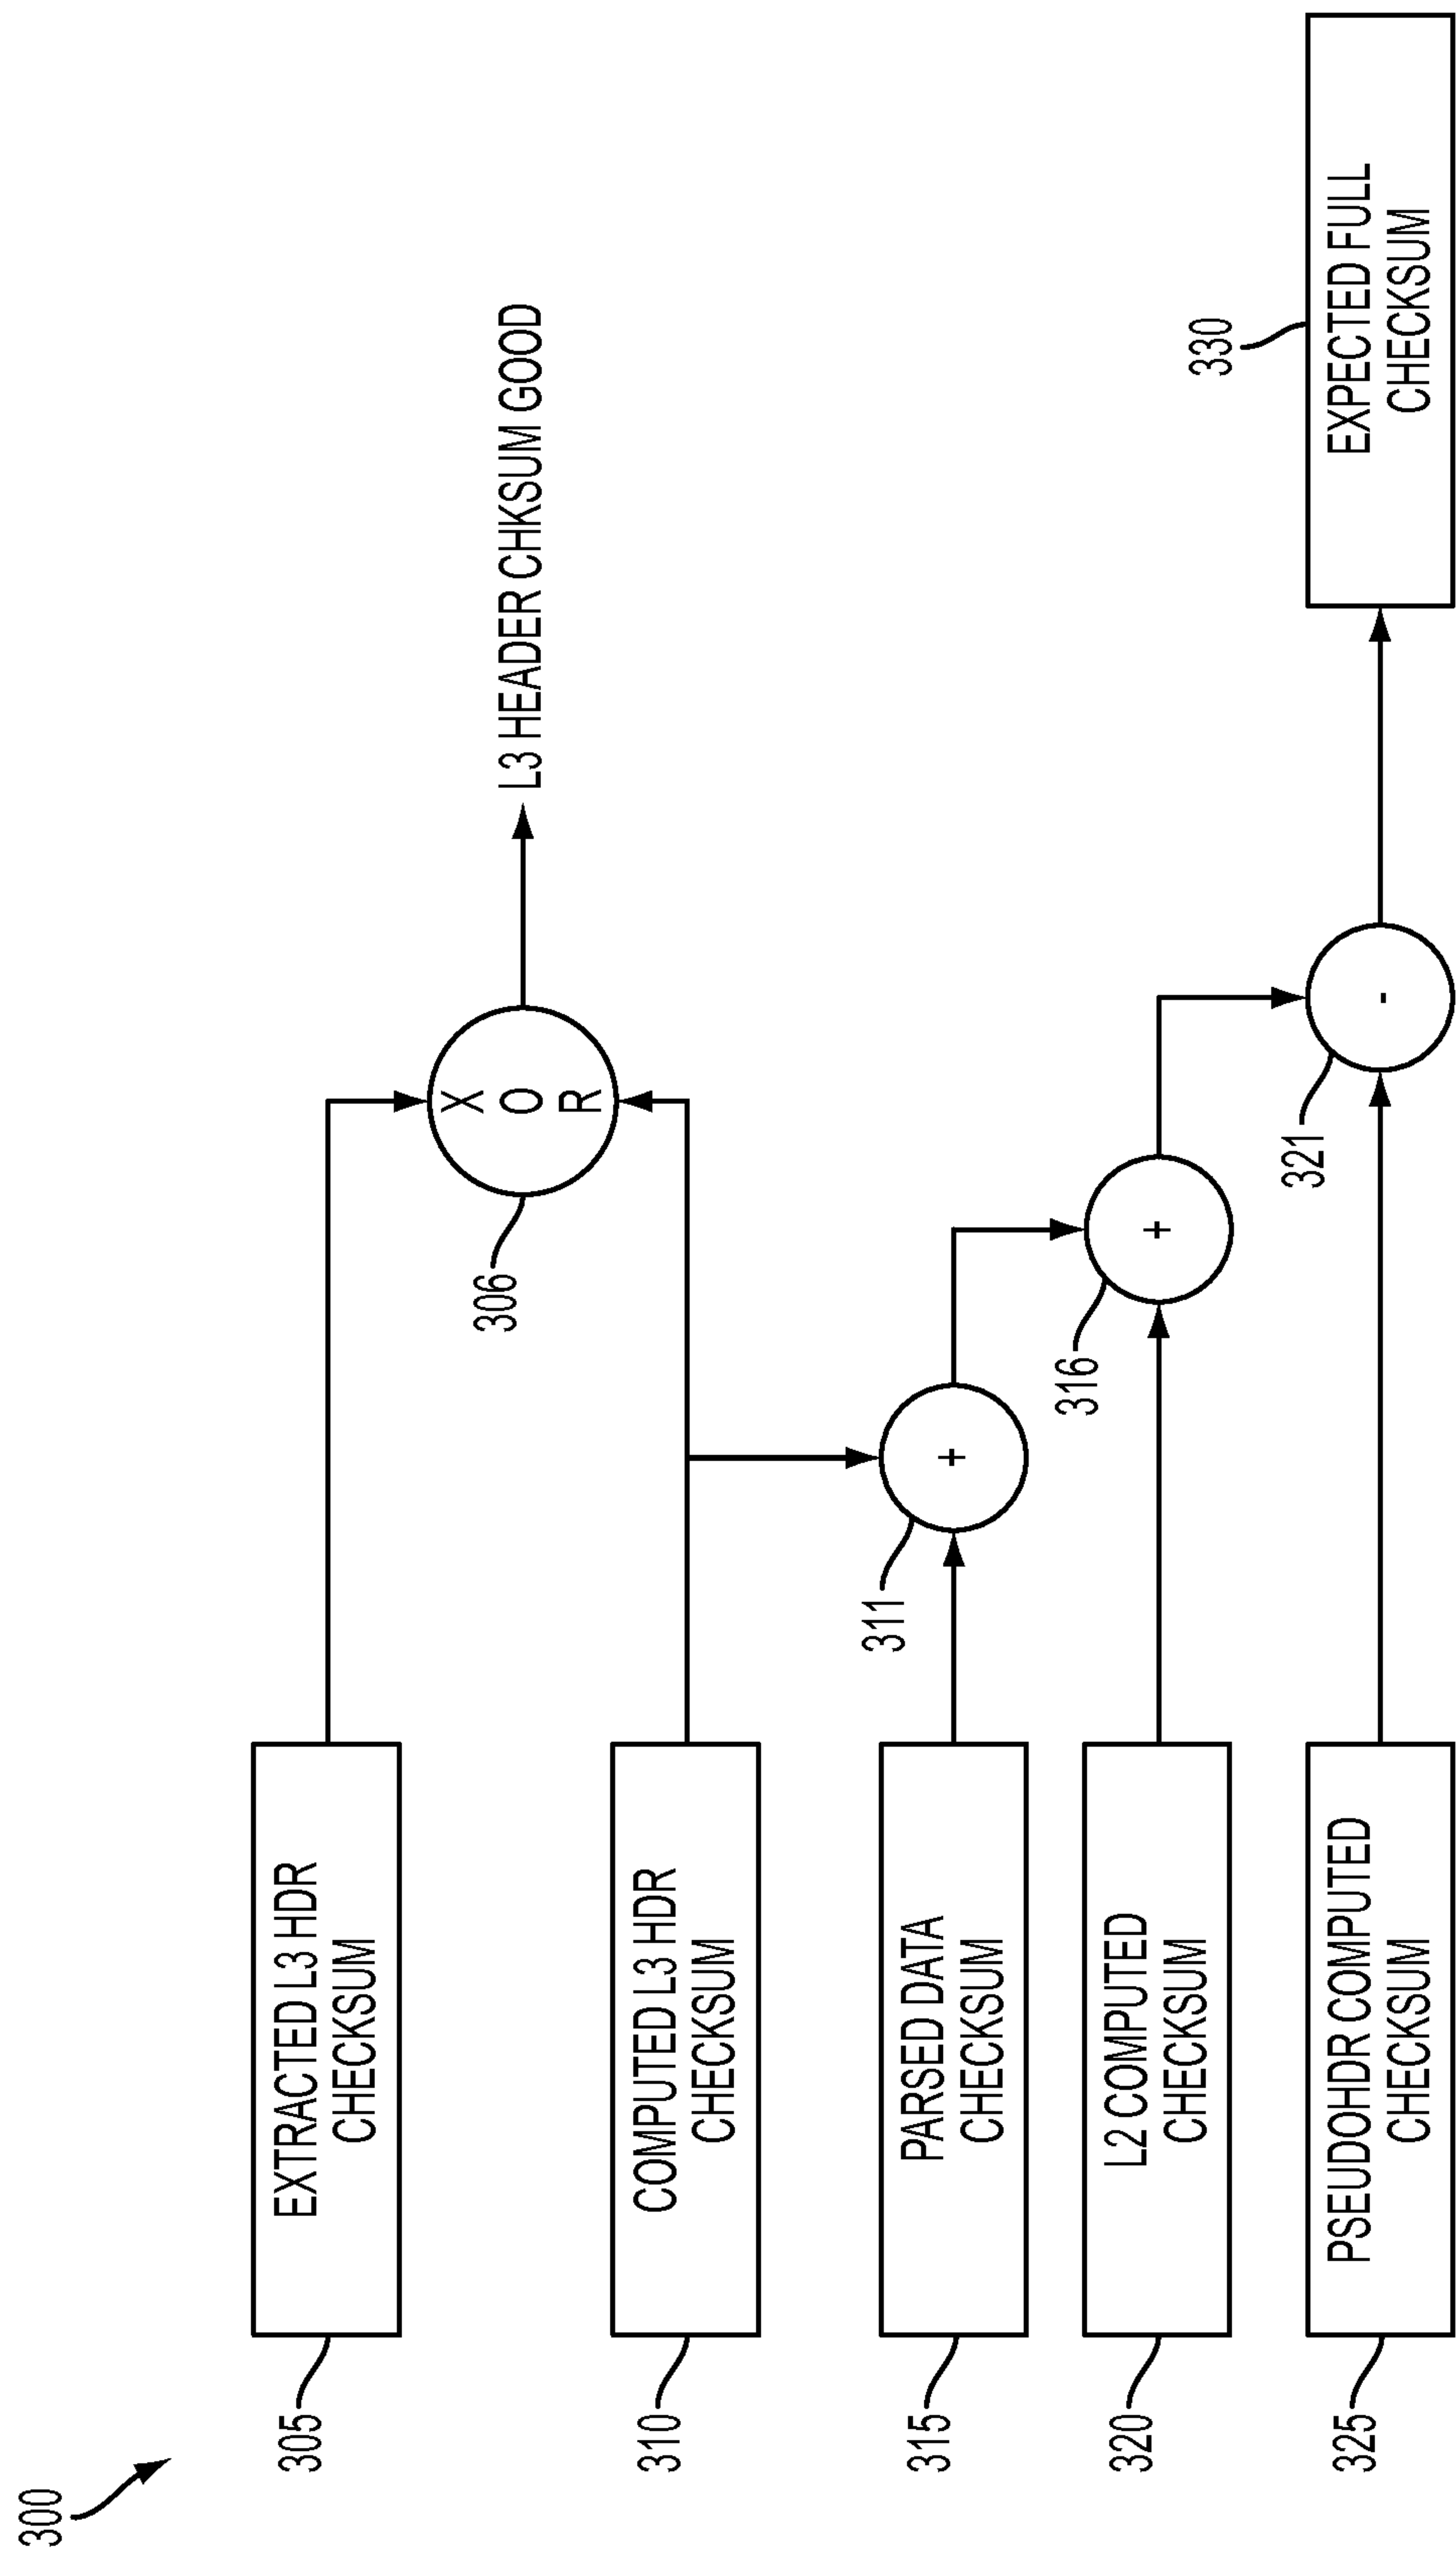 300
305
EXTRACTED L3 HDR
CHECKSUM
306
X
O
R
L3 HEADER CHKSUM GOOD
310
COMPUTED L3 HDR
CHECKSUM
311
+
315
PARSED DATA
CHECKSUM
316
+
320
L2 COMPUTED
CHECKSUM
321
-
325
PSEUDOHDR COMPUTED
CHECKSUM
330
EXPECTED FULL
CHECKSUM